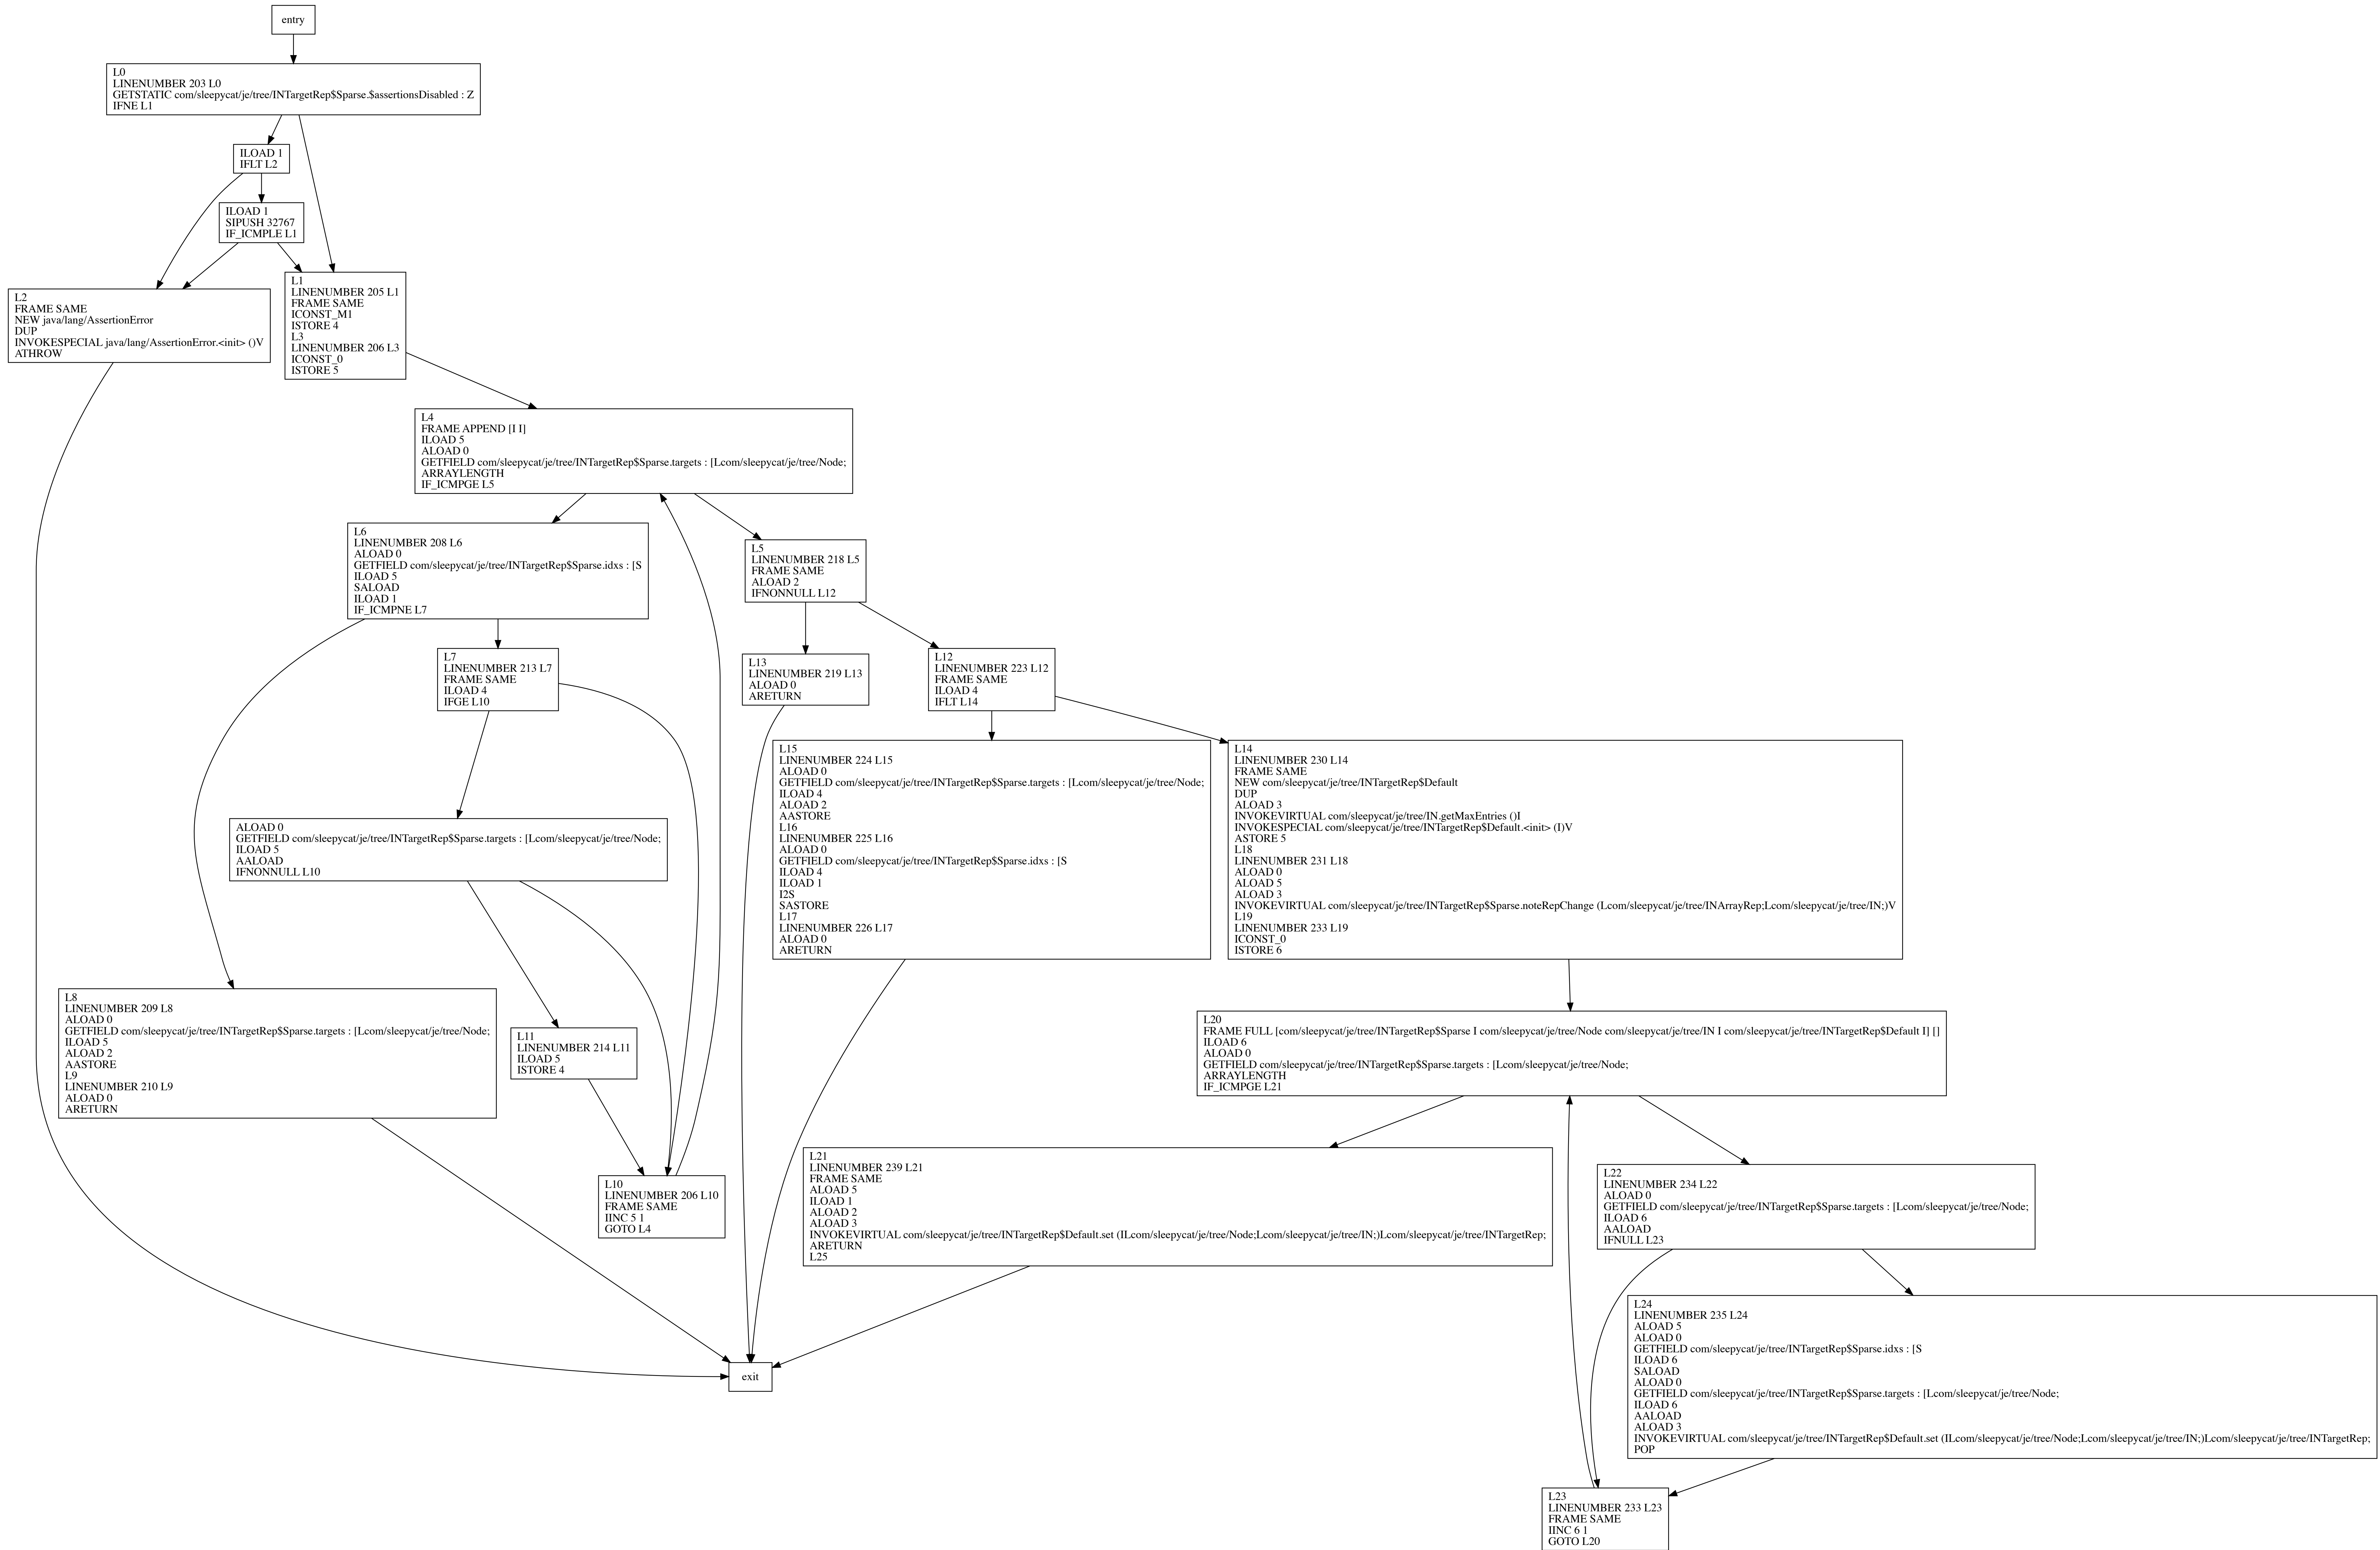 entry
L0
LINENUMBER 203 L0
GETSTATIC com/sleepycat/je/tree/INTargetRep$Sparse.$assertionsDisabled : Z
IFNE L1
ILOAD 1
IFLT L2
ILOAD 1
SIPUSH 32767
IF_ICMPLE L1
L2
FRAME SAME
NEW java/lang/AssertionError
DUP
INVOKESPECIAL java/lang/AssertionError.<init> ()V
ATHROW
L1
LINENUMBER 205 L1
FRAME SAME
ICONST_M1
ISTORE 4
L3
LINENUMBER 206 L3
ICONST_0
ISTORE 5
L4
FRAME APPEND [I I]
ILOAD 5
ALOAD 0
GETFIELD com/sleepycat/je/tree/INTargetRep$Sparse.targets : [Lcom/sleepycat/je/tree/Node;
ARRAYLENGTH
IF_ICMPGE L5
L6
LINENUMBER 208 L6
ALOAD 0
GETFIELD com/sleepycat/je/tree/INTargetRep$Sparse.idxs : [S
ILOAD 5
SALOAD
ILOAD 1
IF_ICMPNE L7
L5
LINENUMBER 218 L5
FRAME SAME
ALOAD 2
IFNONNULL L12
L7
LINENUMBER 213 L7
FRAME SAME
ILOAD 4
IFGE L10
L13
LINENUMBER 219 L13
ALOAD 0
ARETURN
L12
LINENUMBER 223 L12
FRAME SAME
ILOAD 4
IFLT L14
L15
LINENUMBER 224 L15
ALOAD 0
GETFIELD com/sleepycat/je/tree/INTargetRep$Sparse.targets : [Lcom/sleepycat/je/tree/Node;
ILOAD 4
ALOAD 2
AASTORE
L16
LINENUMBER 225 L16
ALOAD 0
GETFIELD com/sleepycat/je/tree/INTargetRep$Sparse.idxs : [S
ILOAD 4
ILOAD 1
I2S
SASTORE
L17
LINENUMBER 226 L17
ALOAD 0
ARETURN
L14
LINENUMBER 230 L14
FRAME SAME
NEW com/sleepycat/je/tree/INTargetRep$Default
DUP
ALOAD 3
INVOKEVIRTUAL com/sleepycat/je/tree/IN.getMaxEntries ()I
INVOKESPECIAL com/sleepycat/je/tree/INTargetRep$Default.<init> (I)V
ASTORE 5
L18
LINENUMBER 231 L18
ALOAD 0
ALOAD 5
ALOAD 3
INVOKEVIRTUAL com/sleepycat/je/tree/INTargetRep$Sparse.noteRepChange (Lcom/sleepycat/je/tree/INArrayRep;Lcom/sleepycat/je/tree/IN;)V
L19
LINENUMBER 233 L19
ICONST_0
ISTORE 6
ALOAD 0
GETFIELD com/sleepycat/je/tree/INTargetRep$Sparse.targets : [Lcom/sleepycat/je/tree/Node;
ILOAD 5
AALOAD
IFNONNULL L10
L8
LINENUMBER 209 L8
ALOAD 0
GETFIELD com/sleepycat/je/tree/INTargetRep$Sparse.targets : [Lcom/sleepycat/je/tree/Node;
ILOAD 5
ALOAD 2
AASTORE
L9
LINENUMBER 210 L9
ALOAD 0
ARETURN
L11
LINENUMBER 214 L11
ILOAD 5
ISTORE 4
L20
FRAME FULL [com/sleepycat/je/tree/INTargetRep$Sparse I com/sleepycat/je/tree/Node com/sleepycat/je/tree/IN I com/sleepycat/je/tree/INTargetRep$Default I] []
ILOAD 6
ALOAD 0
GETFIELD com/sleepycat/je/tree/INTargetRep$Sparse.targets : [Lcom/sleepycat/je/tree/Node;
ARRAYLENGTH
IF_ICMPGE L21
L10
LINENUMBER 206 L10
FRAME SAME
IINC 5 1
GOTO L4
L21
LINENUMBER 239 L21
FRAME SAME
ALOAD 5
ILOAD 1
ALOAD 2
ALOAD 3
INVOKEVIRTUAL com/sleepycat/je/tree/INTargetRep$Default.set (ILcom/sleepycat/je/tree/Node;Lcom/sleepycat/je/tree/IN;)Lcom/sleepycat/je/tree/INTargetRep;
ARETURN
L25
L22
LINENUMBER 234 L22
ALOAD 0
GETFIELD com/sleepycat/je/tree/INTargetRep$Sparse.targets : [Lcom/sleepycat/je/tree/Node;
ILOAD 6
AALOAD
IFNULL L23
L24
LINENUMBER 235 L24
ALOAD 5
ALOAD 0
GETFIELD com/sleepycat/je/tree/INTargetRep$Sparse.idxs : [S
ILOAD 6
SALOAD
ALOAD 0
GETFIELD com/sleepycat/je/tree/INTargetRep$Sparse.targets : [Lcom/sleepycat/je/tree/Node;
ILOAD 6
AALOAD
ALOAD 3
INVOKEVIRTUAL com/sleepycat/je/tree/INTargetRep$Default.set (ILcom/sleepycat/je/tree/Node;Lcom/sleepycat/je/tree/IN;)Lcom/sleepycat/je/tree/INTargetRep;
POP
exit
L23
LINENUMBER 233 L23
FRAME SAME
IINC 6 1
GOTO L20